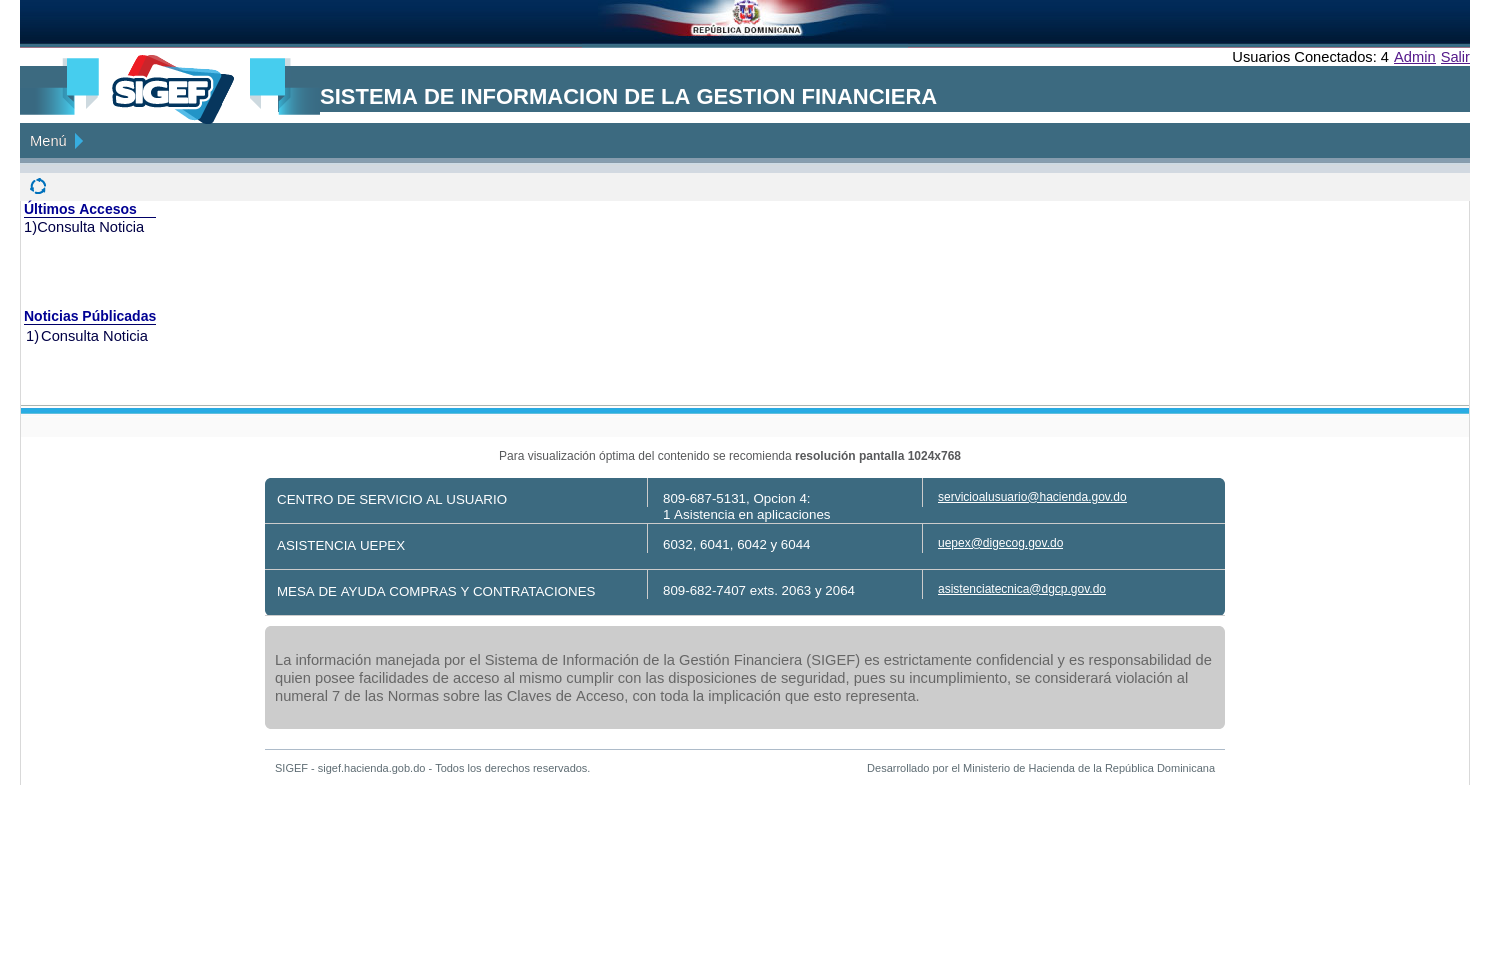 REPÚBLICA DOMINICANA
Usuarios Conectados: 4 Admin Salir
SIGEF
SISTEMA DE INFORMACION DE LA GESTION FINANCIERA
Menú
Últimos Accesos
1)Consulta Noticia
Noticias Públicadas
1) Consulta Noticia
Para visualización óptima del contenido se recomienda resolución pantalla 1024x768
CENTRO DE SERVICIO AL USUARIO
809-687-5131, Opcion 4:
1 Asistencia en aplicaciones
servicioalusuario@hacienda.gov.do
ASISTENCIA UEPEX
6032, 6041, 6042 y 6044
uepex@digecog.gov.do
MESA DE AYUDA COMPRAS Y CONTRATACIONES
809-682-7407 exts. 2063 y 2064
asistenciatecnica@dgcp.gov.do
La información manejada por el Sistema de Información de la Gestión Financiera (SIGEF) es estrictamente confidencial y es responsabilidad de
quien posee facilidades de acceso al mismo cumplir con las disposiciones de seguridad, pues su incumplimiento, se considerará violación al
numeral 7 de las Normas sobre las Claves de Acceso, con toda la implicación que esto representa.
SIGEF - sigef.hacienda.gob.do - Todos los derechos reservados.
Desarrollado por el Ministerio de Hacienda de la República Dominicana